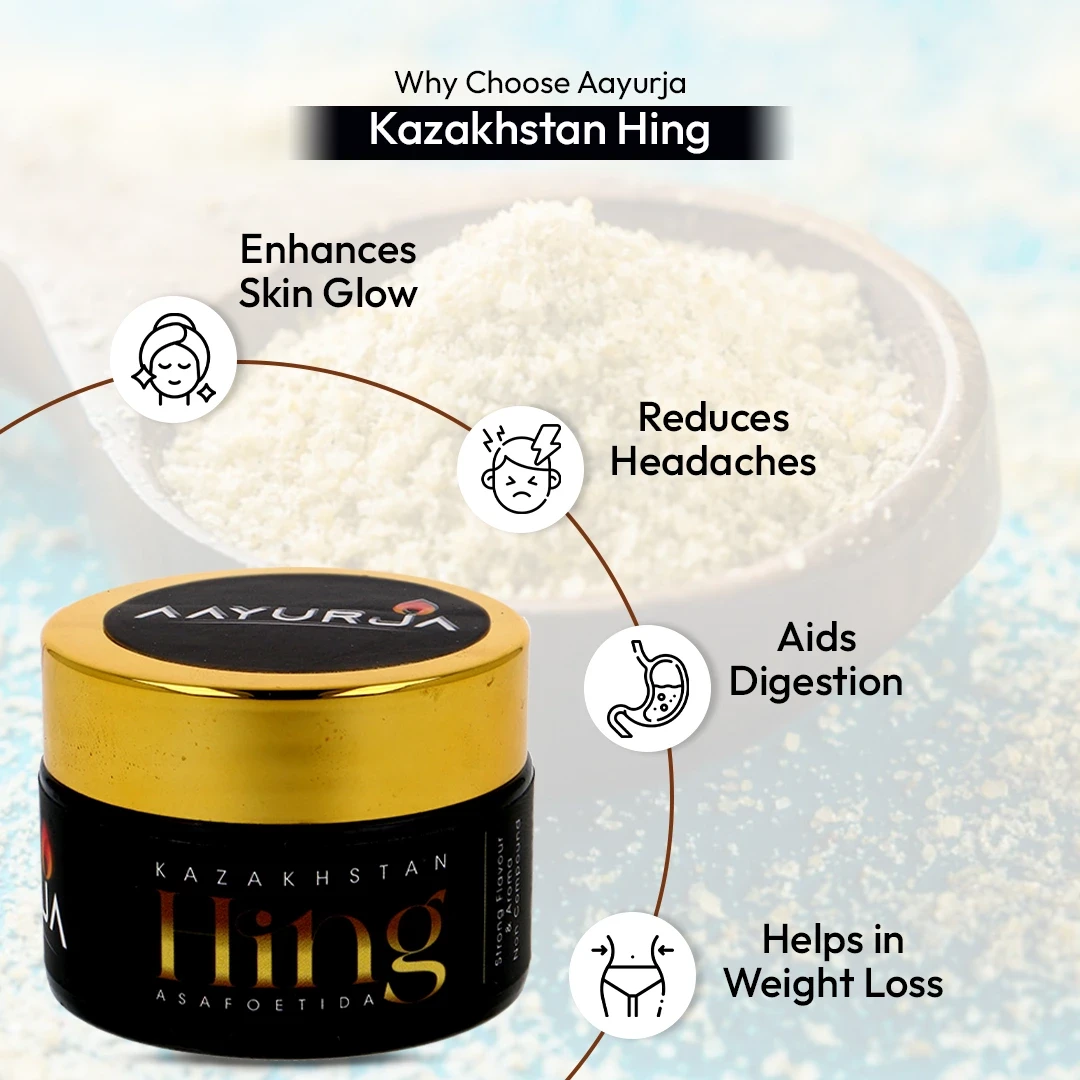 Why Choose Aayurja
Kazakhstan Hing
Enhances
Skin Glow
Reduces
Headaches
Aids
Digestion
Helps in
Weight Loss
AAYURJA
KAZAKHSTAN
Hing
ASAFOETIDA
Strong Flavour
& Aroma
Non Compound
JA